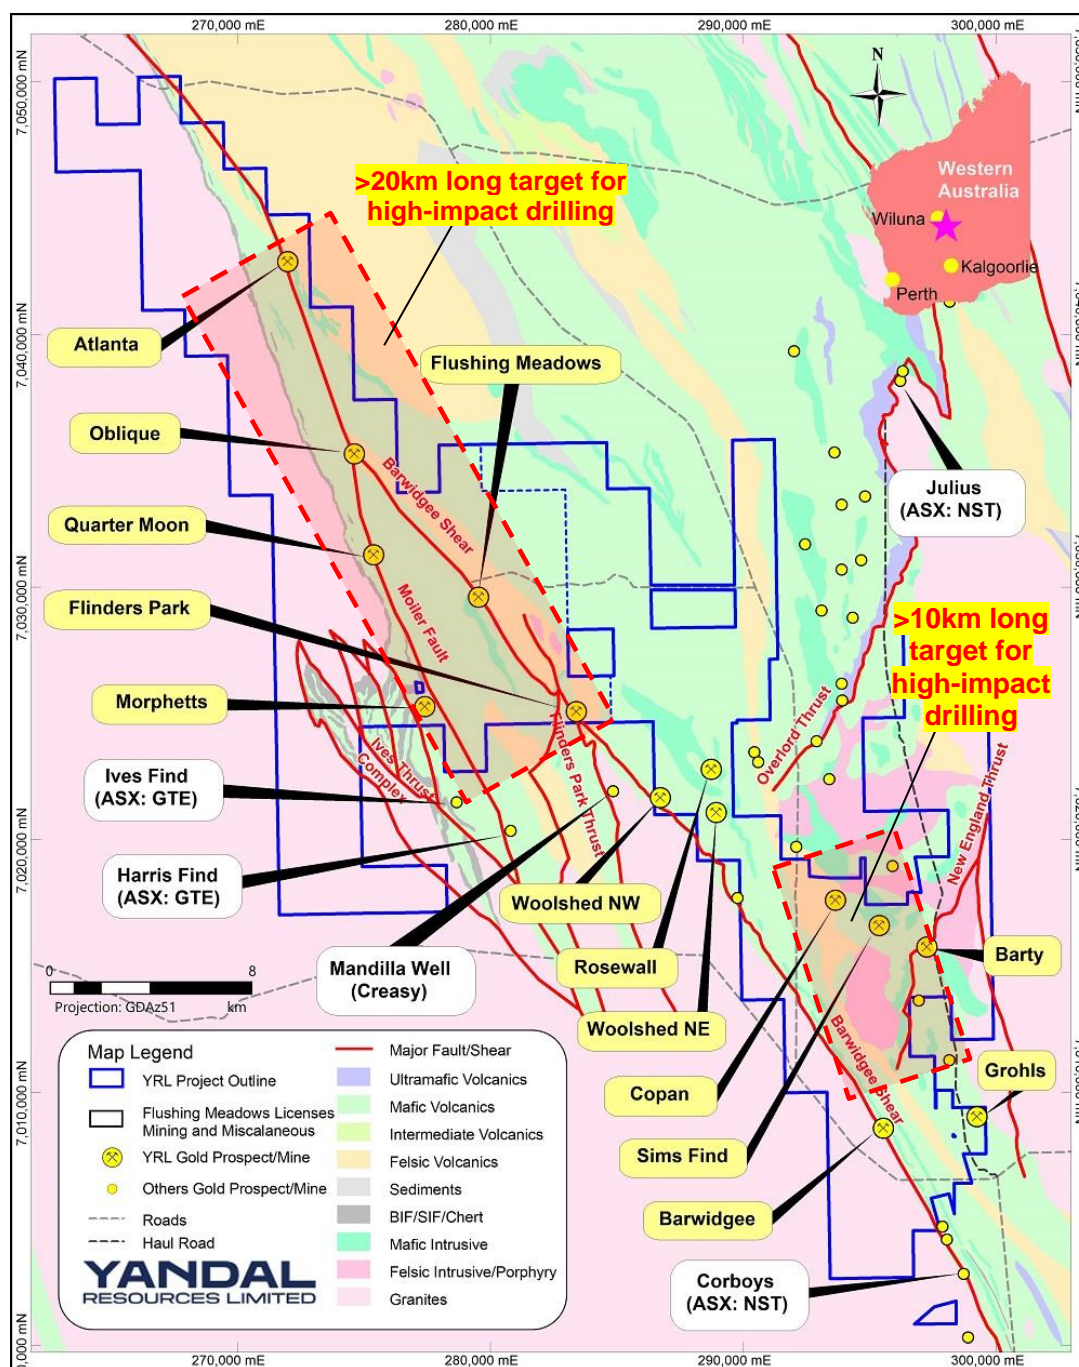 270,000 mE
280,000 mE
290,000 mE
300,000 mE
7,050,000 mN
N
Western
Australia
Wiluna
Kalgoorlie
Perth
>20km long target for
high-impact drilling
7,040,000 mN
Atlanta
Flushing Meadows
Oblique
Barwidgee Shear
Julius
(ASX: NST)
Quarter Moon
7,030,000 mN
Flinders Park
Moiler Fault
>10km long
target for
high-impact
drilling
Morphetts
Overlord Thrust
Ives Find
(ASX: GTE)
Ives Thrust
Complex
Flinders Park Thrust
New England Thrust
7,020,000 mN
Harris Find
(ASX: GTE)
Woolshed NW
Mandilla Well
(Creasy)
Rosewall
Barty
0
8
Projection: GDAz51
km
Woolshed NE
Barwidgee Shear
Copan
Grohls
7,010,000 mN
Sims Find
Barwidgee
Corboys
(ASX: NST)
Map Legend
YRL Project Outline
Flushing Meadows Licenses
Mining and Miscalaneous
YRL Gold Prospect/Mine
Others Gold Prospect/Mine
Roads
Haul Road
YANDAL
RESOURCES LIMITED
Major Fault/Shear
Ultramafic Volcanics
Mafic Volcanics
Intermediate Volcanics
Felsic Volcanics
Sediments
BIF/SIF/Chert
Mafic Intrusive
Felsic Intrusive/Porphyry
Granites
270,000 mE
280,000 mE
290,000 mE
300,000 mE